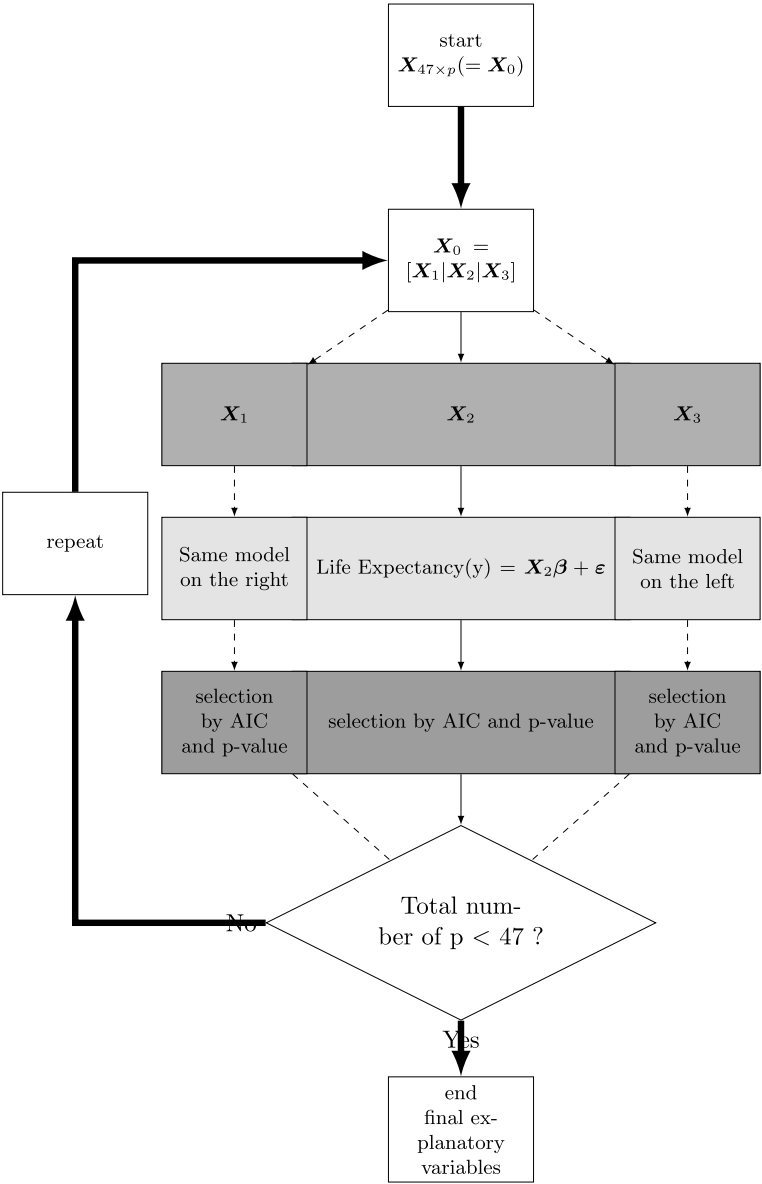 start
X₄₇ₓₚ(= X₀)
X₀ =
[X₁|X₂|X₃]
X₁
X₂
X₃
repeat
Same model
on the right
Life Expectancy(y) = X₂β + ε
Same model
on the left
selection
by AIC
and p-value
selection by AIC and p-value
selection
by AIC
and p-value
Total num-
ber of p < 47 ?
No
Yes
end
final ex-
planatory
variables